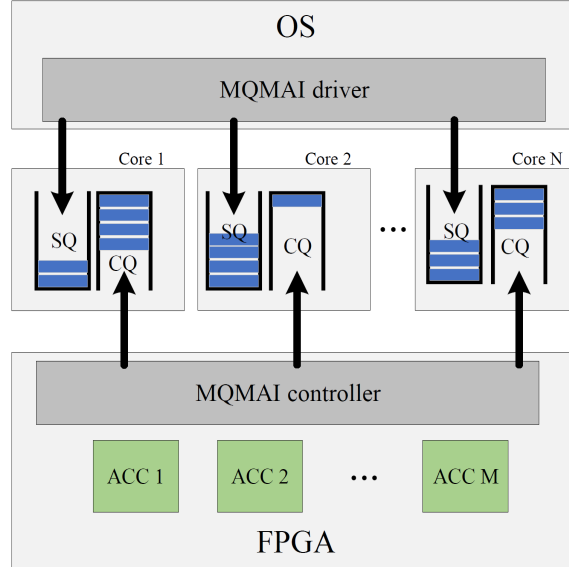 OS
MQMAI driver
Core 1
Core 2
Core N
SQ
CQ
SQ
CQ
...
SQ
CQ
MQMAI controller
ACC 1
ACC 2
...
ACC M
FPGA